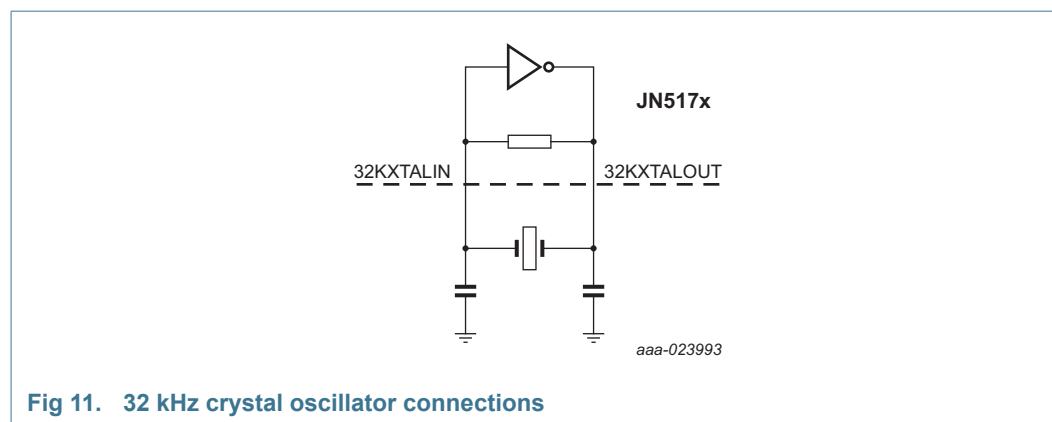 JN517x
32KXTALIN 32KXTALOUT
aaa-023993
Fig 11. 32 kHz crystal oscillator connections